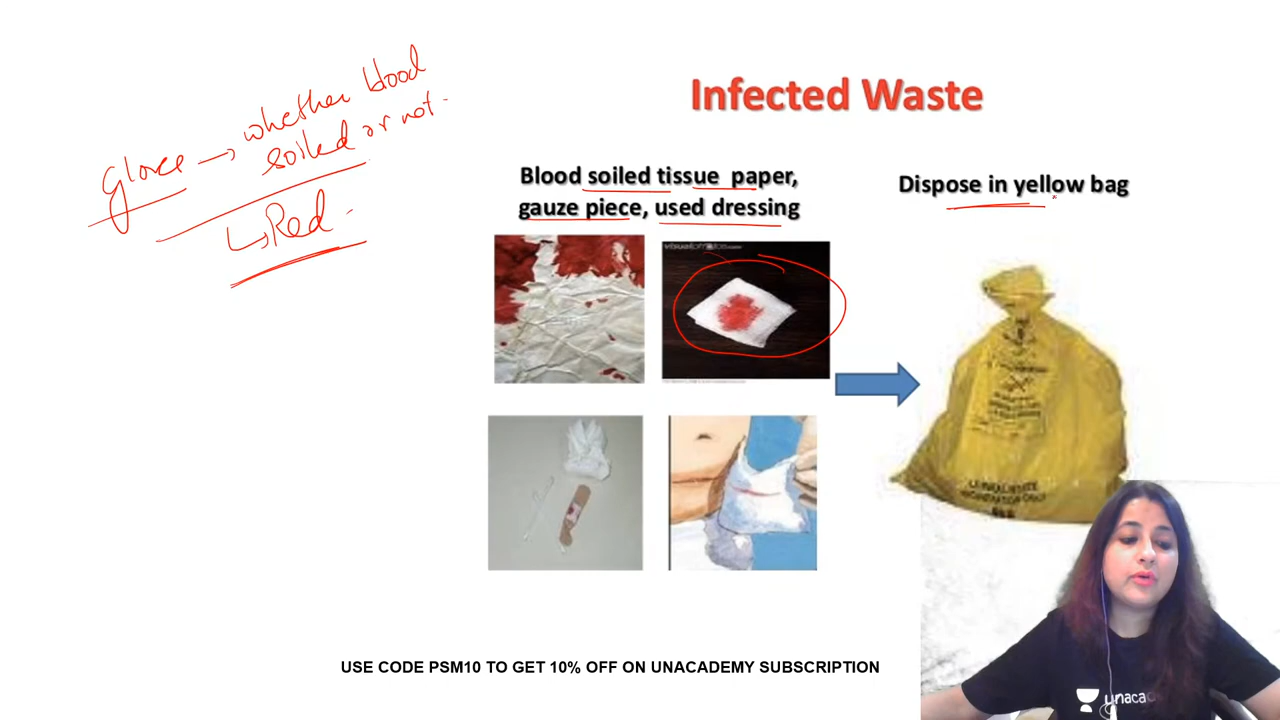 Infected Waste
Glove → whether blood
soiled or not.
↳ Red
Blood soiled tissue paper,
gauze piece, used dressing
Dispose in yellow bag
USE CODE PSM10 TO GET 10% OFF ON UNACADEMY SUBSCRIPTION
unaca